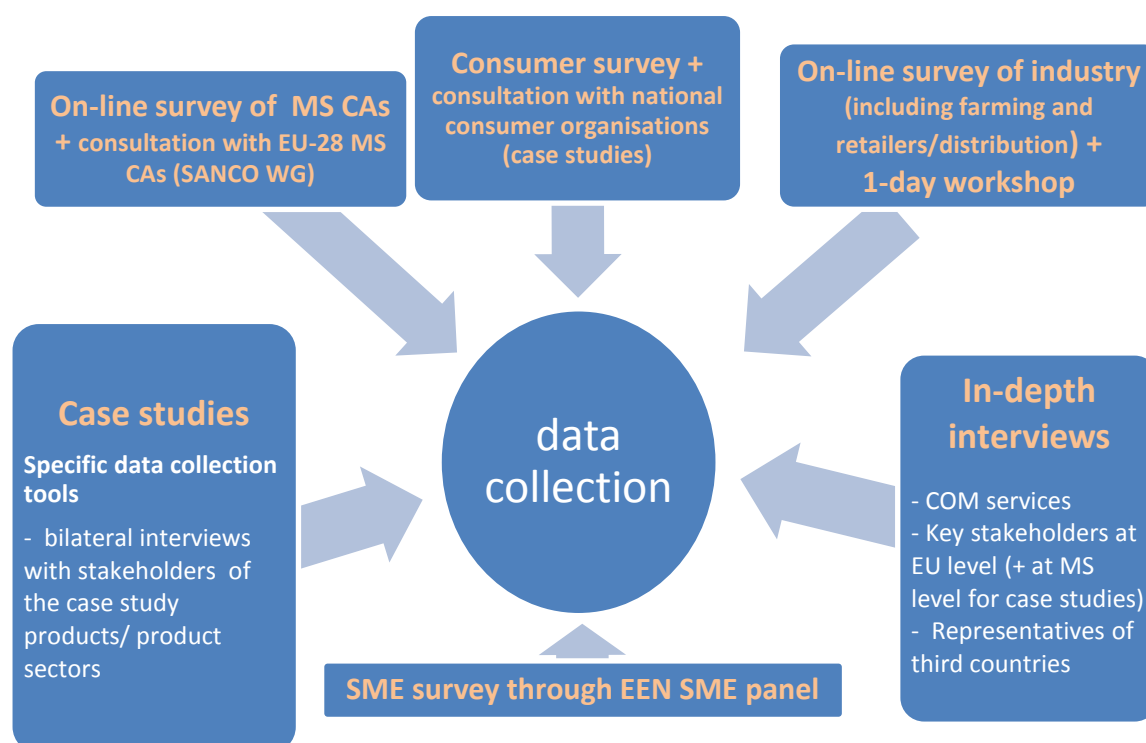 On-line survey of MS CAs
+ consultation with EU-28 MS
CAs (SANCO WG)
Consumer survey +
consultation with national
consumer organisations
(case studies)
On-line survey of industry
(including farming and
retailers/distribution) +
1-day workshop
Case studies
Specific data collection
tools
- bilateral interviews
with stakeholders of
the case study
products/ product
sectors
data
collection
In-depth
interviews
- COM services
- Key stakeholders at
EU level (+ at MS
level for case studies)
- Representatives of
third countries
SME survey through EEN SME panel